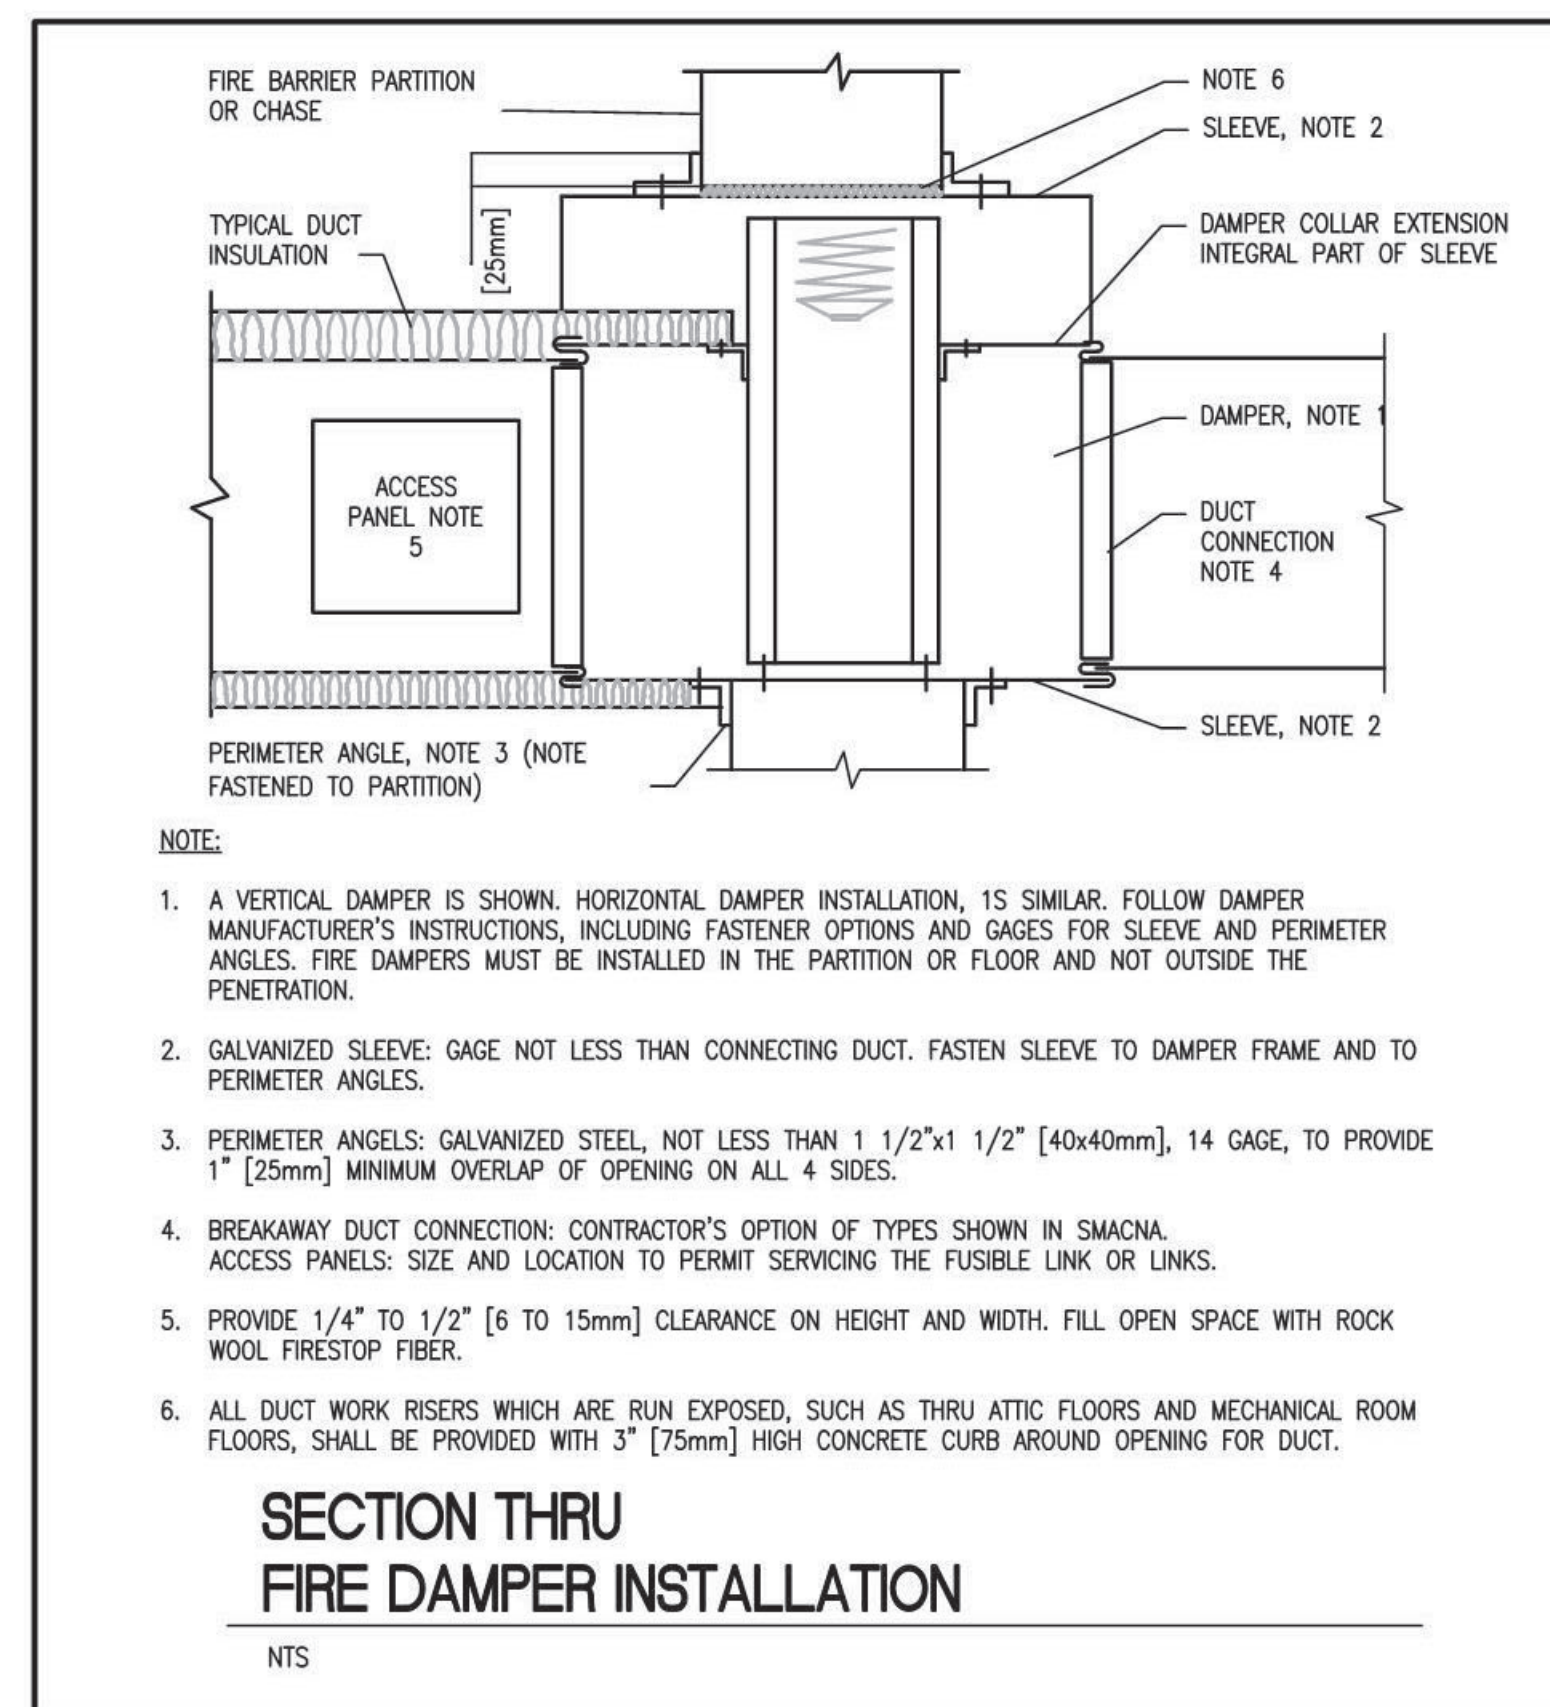 FIRE BARRIER PARTITION
OR CHASE
NOTE 6
SLEEVE, NOTE 2
TYPICAL DUCT
INSULATION
[25mm]
DAMPER COLLAR EXTENSION
INTEGRAL PART OF SLEEVE
DAMPER, NOTE 1
ACCESS
PANEL NOTE
5
DUCT
CONNECTION
NOTE 4
SLEEVE, NOTE 2
PERIMETER ANGLE, NOTE 3 (NOTE
FASTENED TO PARTITION)
NOTE:
1. A VERTICAL DAMPER IS SHOWN. HORIZONTAL DAMPER INSTALLATION, 1S SIMILAR. FOLLOW DAMPER
MANUFACTURER'S INSTRUCTIONS, INCLUDING FASTENER OPTIONS AND GAGES FOR SLEEVE AND PERIMETER
ANGLES. FIRE DAMPERS MUST BE INSTALLED IN THE PARTITION OR FLOOR AND NOT OUTSIDE THE
PENETRATION.
2. GALVANIZED SLEEVE: GAGE NOT LESS THAN CONNECTING DUCT. FASTEN SLEEVE TO DAMPER FRAME AND TO
PERIMETER ANGLES.
3. PERIMETER ANGELS: GALVANIZED STEEL, NOT LESS THAN 1 1/2"x1 1/2" [40x40mm], 14 GAGE, TO PROVIDE
1" [25mm] MINIMUM OVERLAP OF OPENING ON ALL 4 SIDES.
4. BREAKAWAY DUCT CONNECTION: CONTRACTOR'S OPTION OF TYPES SHOWN IN SMACNA.
ACCESS PANELS: SIZE AND LOCATION TO PERMIT SERVICING THE FUSIBLE LINK OR LINKS.
5. PROVIDE 1/4" TO 1/2" [6 TO 15mm] CLEARANCE ON HEIGHT AND WIDTH. FILL OPEN SPACE WITH ROCK
WOOL FIRESTOP FIBER.
6. ALL DUCT WORK RISERS WHICH ARE RUN EXPOSED, SUCH AS THRU ATTIC FLOORS AND MECHANICAL ROOM
FLOORS, SHALL BE PROVIDED WITH 3" [75mm] HIGH CONCRETE CURB AROUND OPENING FOR DUCT.
SECTION THRU
FIRE DAMPER INSTALLATION
NTS